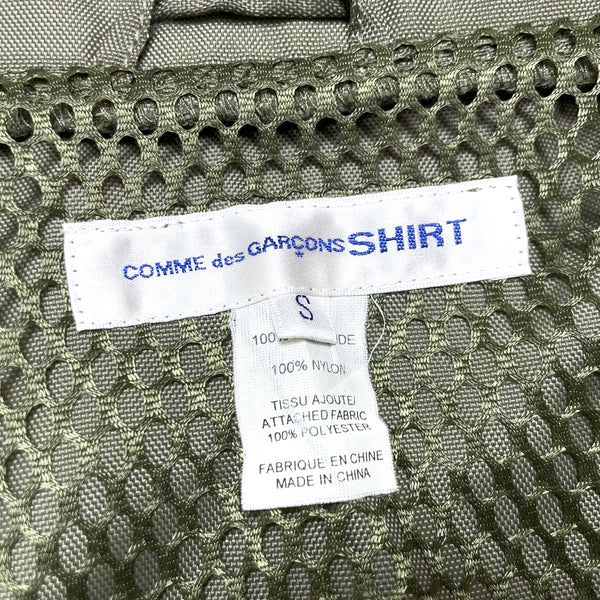 COMME des GARÇONS SHIRT
S
100%
100% NYLON
TISSU AJOUTE/
ATTACHED FABRIC
100% POLYESTER
FABRIQUE EN CHINE
MADE IN CHINA